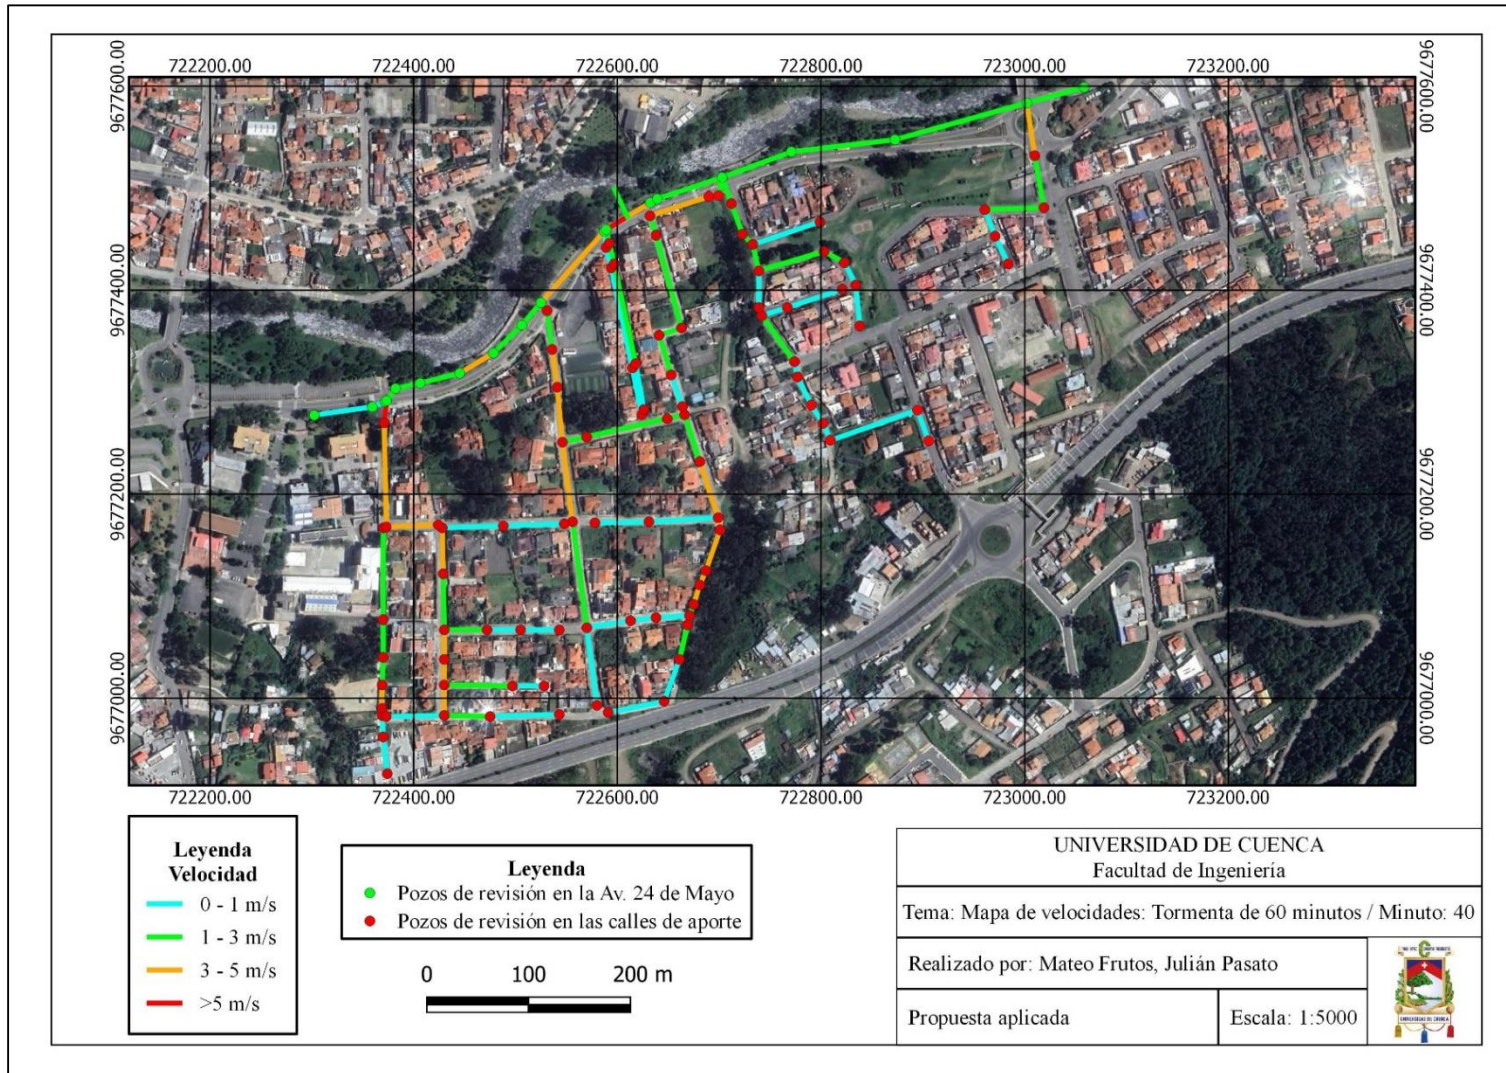 722200.00 722400.00 722600.00 722800.00 723000.00 723200.00
9677600.00 9677600.00
9677400.00 9677400.00
9677200.00 9677200.00
9677000.00 9677000.00
722200.00 722400.00 722600.00 722800.00 723000.00 723200.00
Leyenda
Velocidad
0 - 1 m/s
1 - 3 m/s
3 - 5 m/s
>5 m/s
Leyenda
Pozos de revisión en la Av. 24 de Mayo
Pozos de revisión en las calles de aporte
0 100 200 m
UNIVERSIDAD DE CUENCA
Facultad de Ingeniería
Tema: Mapa de velocidades: Tormenta de 60 minutos / Minuto: 40
Realizado por: Mateo Frutos, Julián Pasato
Propuesta aplicada
Escala: 1:5000
UNIVERSIDAD DE CUENCA